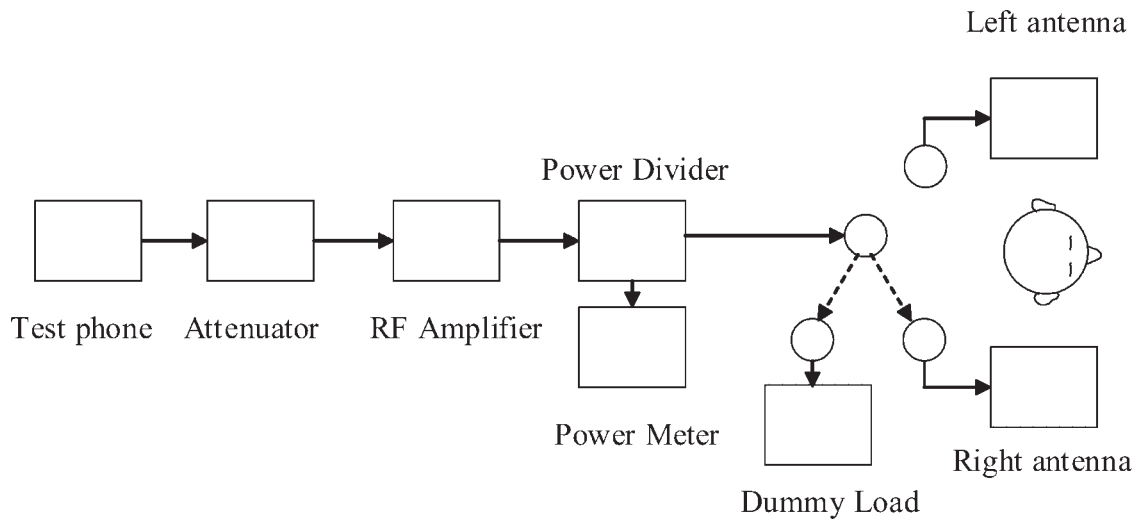 Left antenna
Power Divider
Test phone
Attenuator
RF Amplifier
Power Meter
Right antenna
Dummy Load